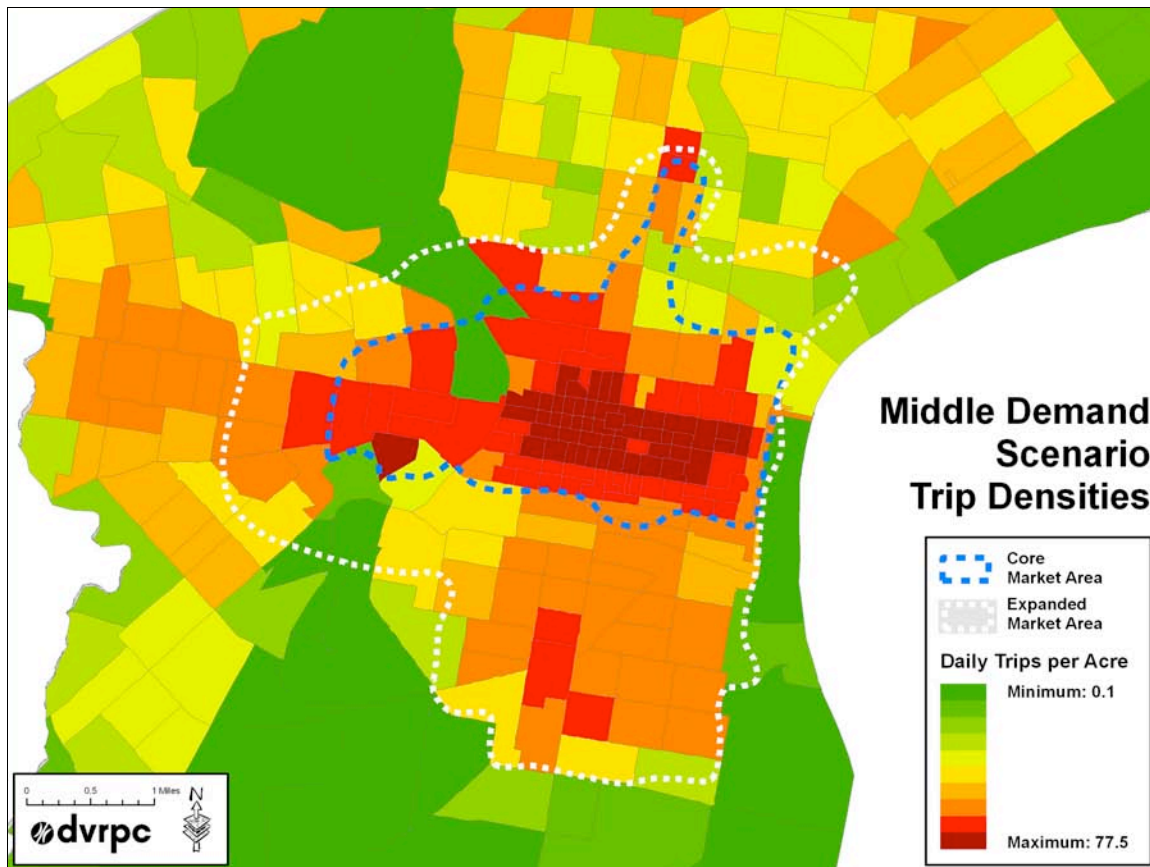 Middle Demand
Scenario
Trip Densities
Core
Market Area
Expanded
Market Area
Daily Trips per Acre
Minimum: 0.1
Maximum: 77.5
0 0.5 1 Miles
N
dvrpc